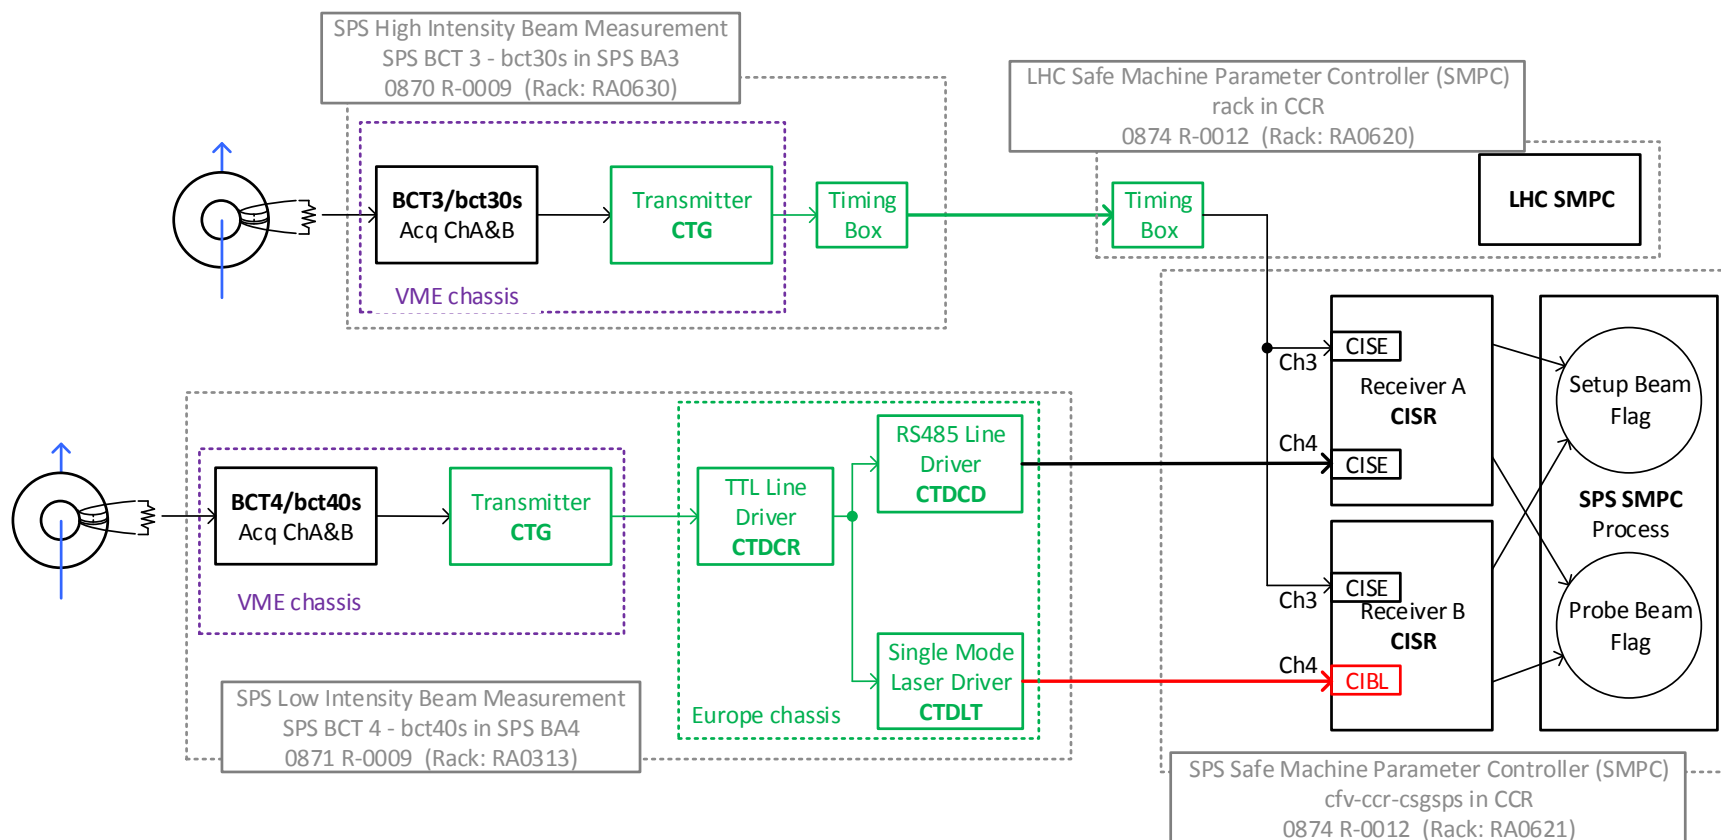 SPS High Intensity Beam Measurement
SPS BCT 3 - bct30s in SPS BA3
0870 R-0009  (Rack: RA0630)
LHC Safe Machine Parameter Controller (SMPC)
rack in CCR
0874 R-0012  (Rack: RA0620)
BCT3/bct30s
Acq ChA&B
Transmitter
CTG
Timing
Box
Timing
Box
LHC SMPC
VME chassis
CISE
Ch3
Receiver A
CISR
Ch4
CISE
Setup Beam
Flag
RS485 Line
Driver
CTDCD
BCT4/bct40s
Acq ChA&B
Transmitter
CTG
TTL Line
Driver
CTDCR
SPS SMPC
Process
VME chassis
CISE
Ch3
Receiver B
CISR
Ch4
CIBL
Probe Beam
Flag
Single Mode
Laser Driver
CTDLT
Europe chassis
SPS Low Intensity Beam Measurement
SPS BCT 4 - bct40s in SPS BA4
0871 R-0009  (Rack: RA0313)
SPS Safe Machine Parameter Controller (SMPC)
cfv-ccr-csgsps in CCR
0874 R-0012  (Rack: RA0621)